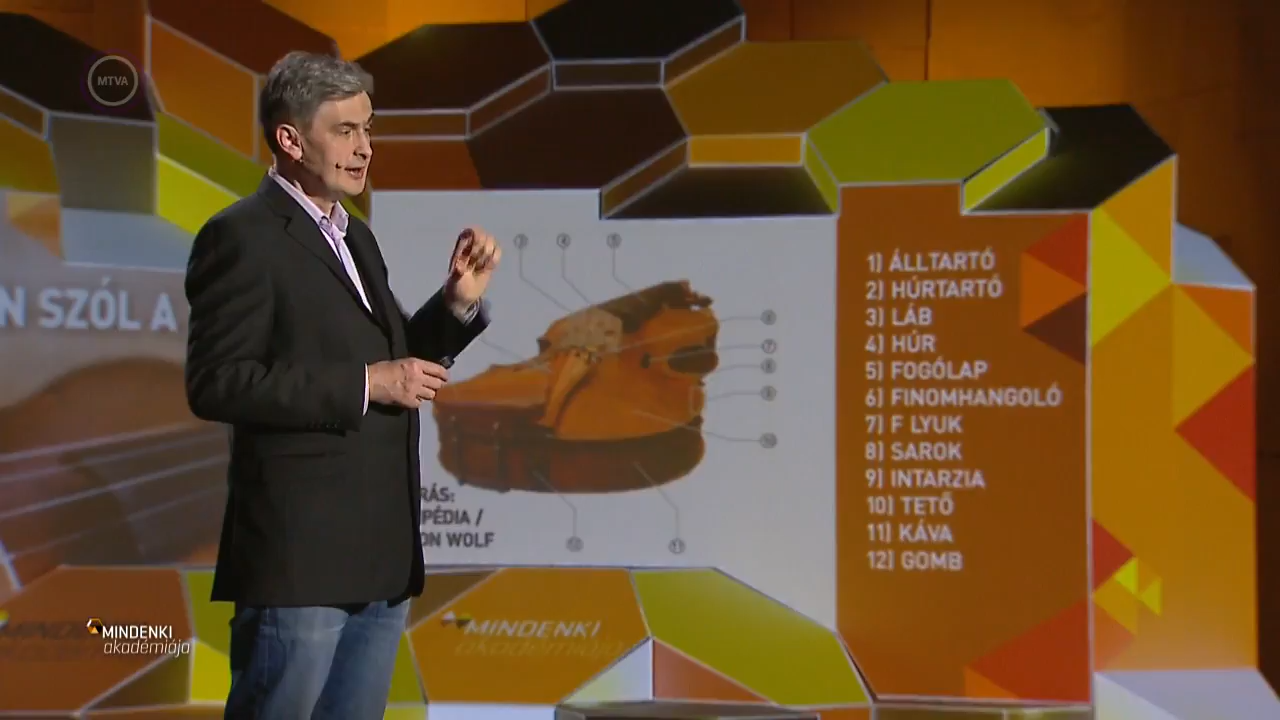 MTVA
N SZÓL A
1) ÁLLTARTÓ
2) HÚRTARTÓ
3) LÁB
4) HÚR
5) FOGÓLAP
6) FINOMHANGOLÓ
7) F LYUK
8) SAROK
9) INTARZIA
10) TETŐ
11) KÁVA
12) GOMB
RÁS:
PÉDIA /
ON WOLF
MINDENKI
akadémiája
MINDENKI
akadémiája